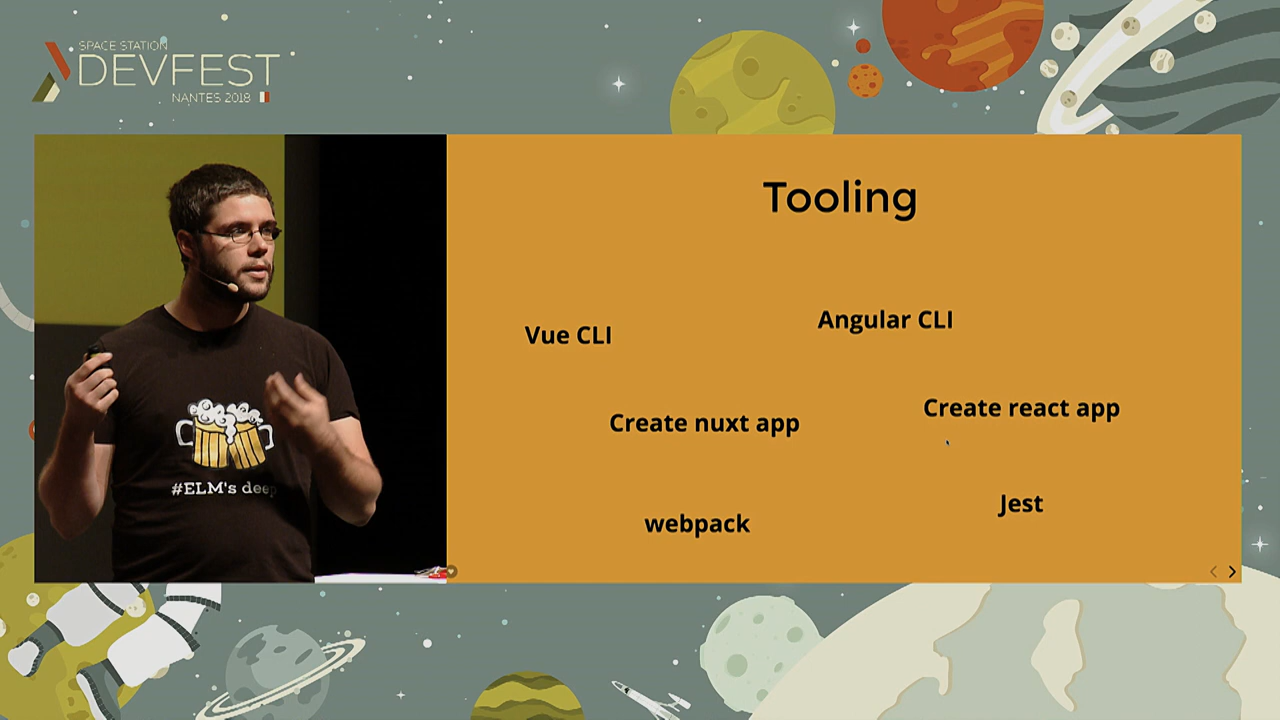 SPACE STATION
DEVFEST
NANTES 2018
Tooling
Vue CLI
Angular CLI
Create nuxt app
Create react app
webpack
Jest
#ELM's deep